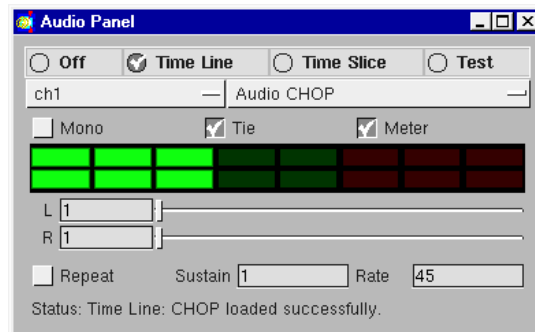 Audio Panel
Off Time Line Time Slice Test
ch1 Audio CHOP
Mono Tie Meter
L 1
R 1
Repeat Sustain 1 Rate 45
Status: Time Line: CHOP loaded successfully.